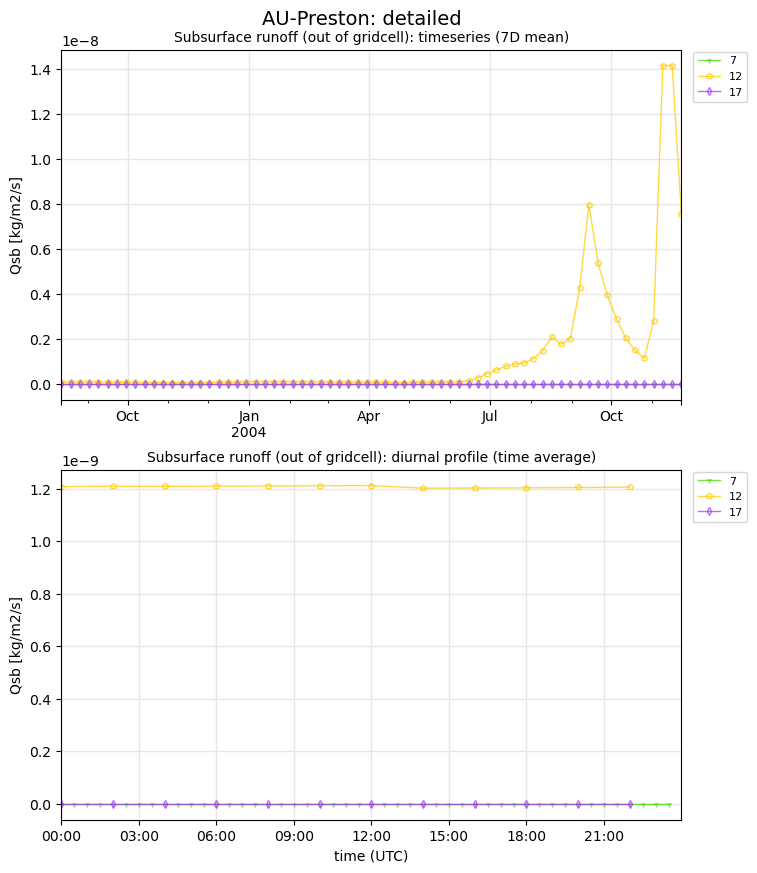 AU-Preston: detailed
Subsurface runoff (out of gridcell): timeseries (7D mean)
1e−8
1.4
1.2
1.0
0.8
0.6
0.4
0.2
0.0
Qsb [kg/m2/s]
Oct
Jan
2004
Apr
Jul
Oct
7
12
17
Subsurface runoff (out of gridcell): diurnal profile (time average)
1e−9
1.2
1.0
0.8
0.6
0.4
0.2
0.0
Qsb [kg/m2/s]
00:00
03:00
06:00
09:00
12:00
15:00
18:00
21:00
time (UTC)
7
12
17